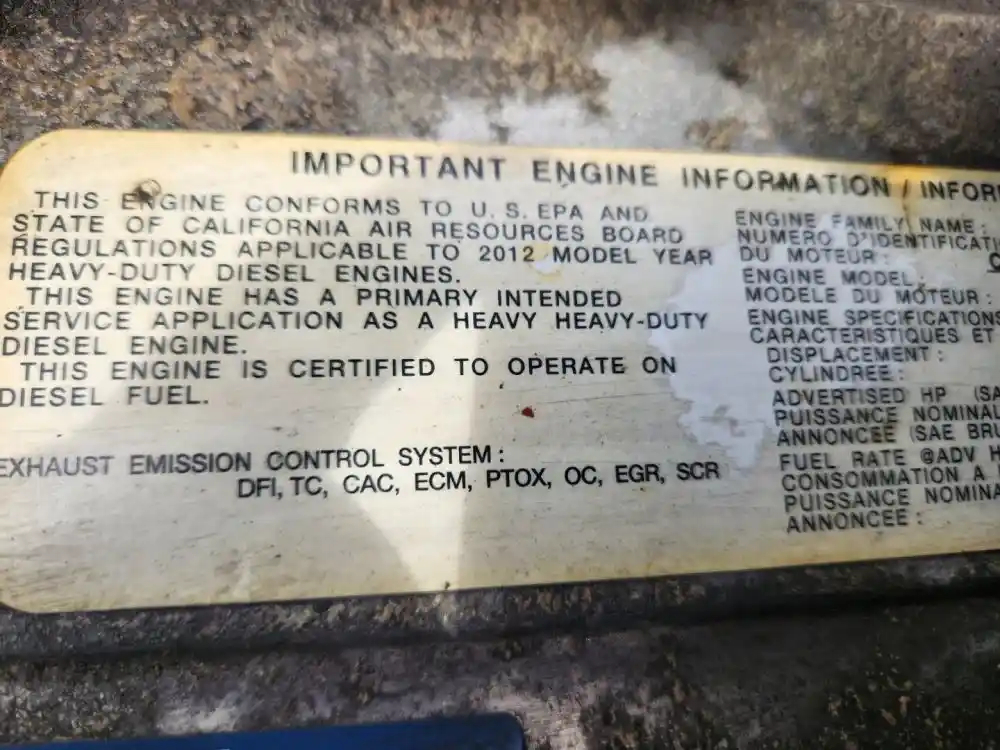 IMPORTANT ENGINE INFORMATION / INFOR
THIS ENGINE CONFORMS TO U.S. EPA AND
STATE OF CALIFORNIA AIR RESOURCES BOARD
REGULATIONS APPLICABLE TO 2012 MODEL YEAR
HEAVY-DUTY DIESEL ENGINES.
THIS ENGINE HAS A PRIMARY INTENDED
SERVICE APPLICATION AS A HEAVY HEAVY-DUTY
DIESEL ENGINE.
THIS ENGINE IS CERTIFIED TO OPERATE ON
DIESEL FUEL.
EXHAUST EMISSION CONTROL SYSTEM:
DFI, TC, CAC, ECM, PTOX, OC, EGR, SCR
ENGINE FAMILY NAME:
NUMERO D'IDENTIFICATI
DU MOTEUR:
ENGINE MODEL:
MODELE DU MOTEUR:
ENGINE SPECIFICATIONS
CARACTERISTIQUES ET
DISPLACEMENT:
CYLINDREE:
ADVERTISED HP (SA
PUISSANCE NOMINAL
ANNONCEE (SAE BRU
FUEL RATE @ADV H
CONSOMMATION A
PUISSANCE NOMINA
ANNONCEE: